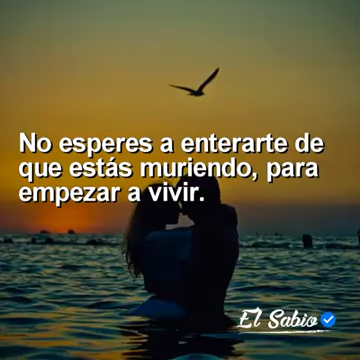 No esperes a enterarte de
que estás muriendo, para
empezar a vivir.
El Sabio